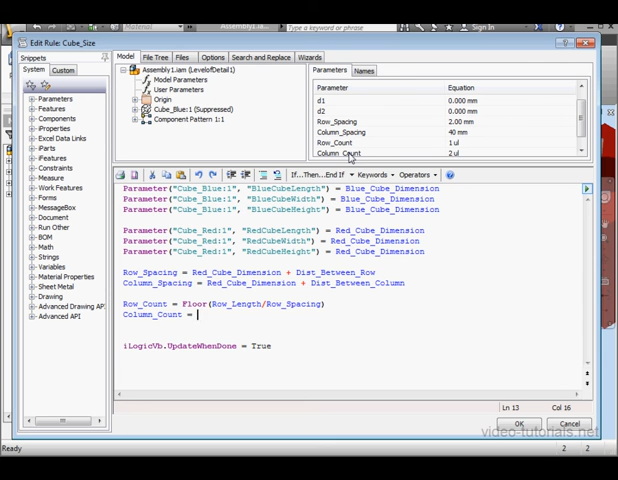 Edit Rule: Cube_Size
Snippets
System Custom
Parameters
Features
Components
iProperties
Excel Data Links
iParts
iFeatures
Constraints
Measure
Work Features
Forms
Document
Run Other
BOM
Math
Strings
Variables
Material Properties
Sheet Metal
Drawing
Advanced Drawing API
Advanced API
Model File Tree Files Options Search and Replace Wizards
Assembly1.iam (LevelofDetail1)
Model Parameters
User Parameters
Origin
Cube_Blue:1 (Suppressed)
Component Pattern 1:1
Parameters Names
Parameter Equation
d1 0.000 mm
d2 0.000 mm
Row_Spacing 2.00 mm
Column_Spacing 40 mm
Row_Count 1 ul
Column_Count 2 ul
If...Then...End If Keywords Operators
Parameter("Cube_Blue:1", "BlueCubeLength") = Blue_Cube_Dimension
Parameter("Cube_Blue:1", "BlueCubeWidth") = Blue_Cube_Dimension
Parameter("Cube_Blue:1", "BlueCubeHeight") = Blue_Cube_Dimension
Parameter("Cube_Red:1", "RedCubeLength") = Red_Cube_Dimension
Parameter("Cube_Red:1", "RedCubeWidth") = Red_Cube_Dimension
Parameter("Cube_Red:1", "RedCubeHeight") = Red_Cube_Dimension
Row_Spacing = Red_Cube_Dimension + Dist_Between_Row
Column_Spacing = Red_Cube_Dimension + Dist_Between_Column
Row_Count = Floor(Row_Length/Row_Spacing)
Column_Count =
iLogicVb.UpdateWhenDone = True
Ln 13 Col 16
OK Cancel
video-tutorials.net
Ready 2 2